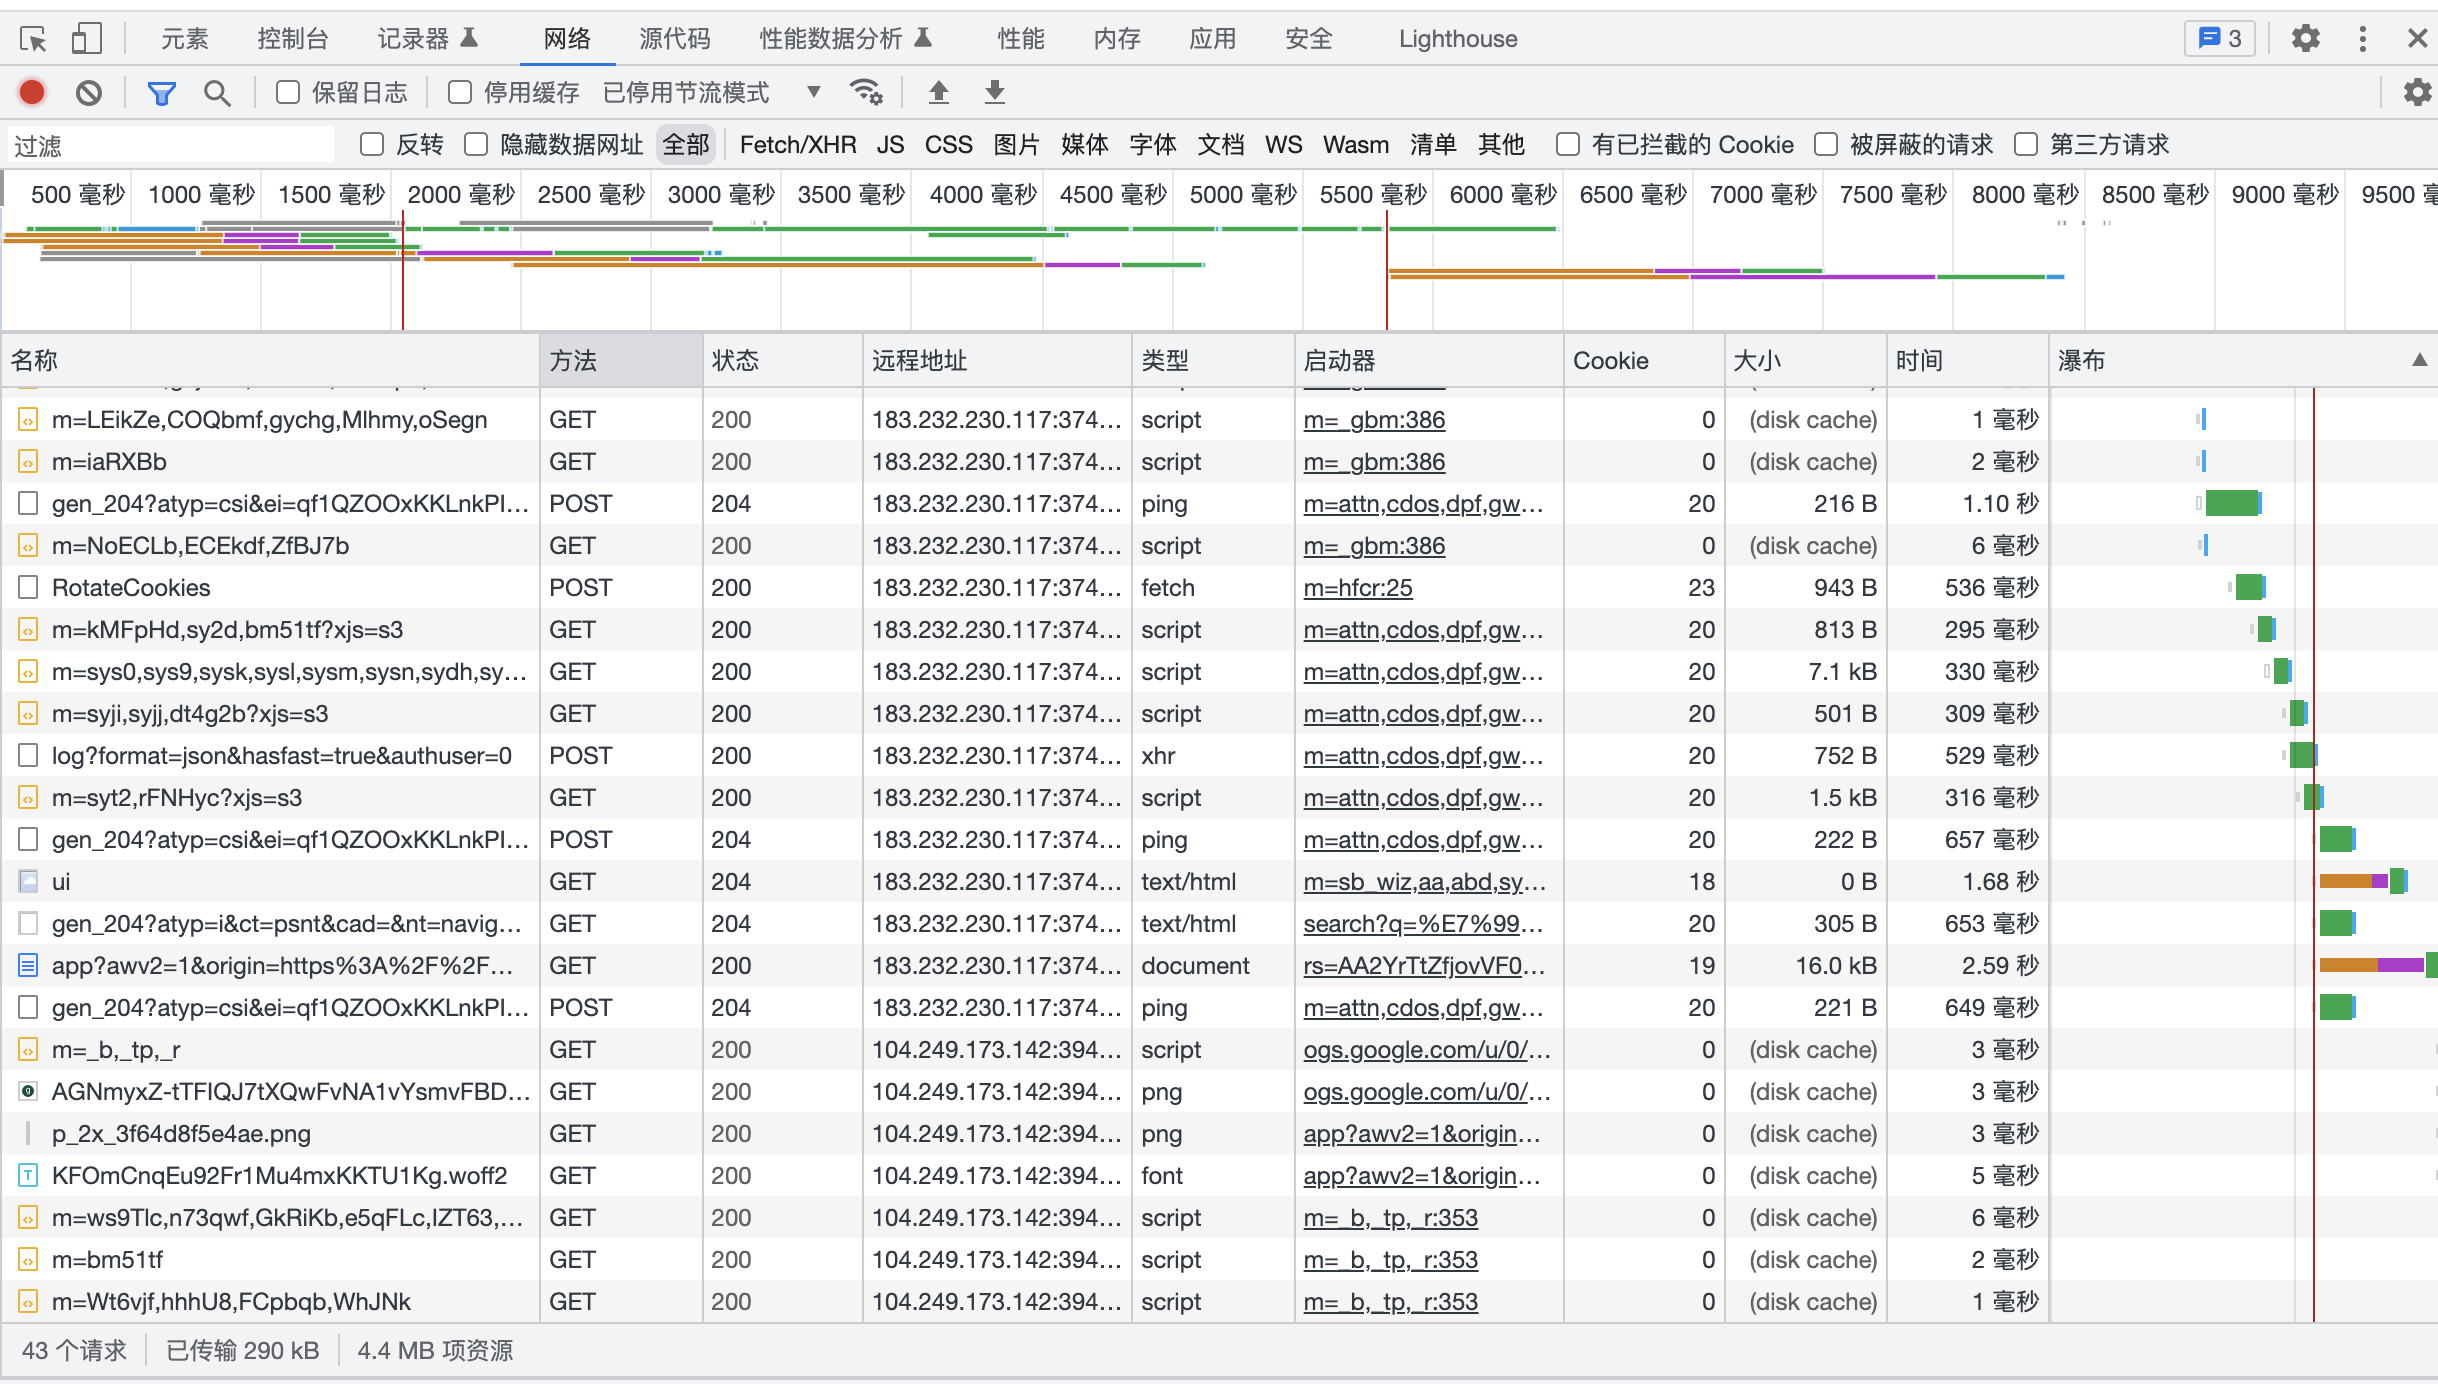 元素 控制台 记录器 网络 源代码 性能数据分析 性能 内存 应用 安全 Lighthouse 3
保留日志 停用缓存 已停用节流模式
过滤 反转 隐藏数据网址 全部 Fetch/XHR JS CSS 图片 媒体 字体 文档 WS Wasm 清单 其他 有已拦截的 Cookie 被屏蔽的请求 第三方请求
500 毫秒 1000 毫秒 1500 毫秒 2000 毫秒 2500 毫秒 3000 毫秒 3500 毫秒 4000 毫秒 4500 毫秒 5000 毫秒 5500 毫秒 6000 毫秒 6500 毫秒 7000 毫秒 7500 毫秒 8000 毫秒 8500 毫秒 9000 毫秒 9500
名称 方法 状态 远程地址 类型 启动器 Cookie 大小 时间 瀑布
m=LEikZe,COQbmf,gychg,Mlhmy,oSegn GET 200 183.232.230.117:374... script m=_gbm:386 0 (disk cache) 1 毫秒
m=iaRXBb GET 200 183.232.230.117:374... script m=_gbm:386 0 (disk cache) 2 毫秒
gen_204?atyp=csi&ei=qf1QZOOxKKLnkPI... POST 204 183.232.230.117:374... ping m=attn,cdos,dpf,gw... 20 216 B 1.10 秒
m=NoECLb,ECEkdf,ZfBJ7b GET 200 183.232.230.117:374... script m=_gbm:386 0 (disk cache) 6 毫秒
RotateCookies POST 200 183.232.230.117:374... fetch m=hfcr:25 23 943 B 536 毫秒
m=kMFpHd,sy2d,bm51tf?xjs=s3 GET 200 183.232.230.117:374... script m=attn,cdos,dpf,gw... 20 813 B 295 毫秒
m=sys0,sys9,sysk,sysl,sysm,sysn,sydh,sy... GET 200 183.232.230.117:374... script m=attn,cdos,dpf,gw... 20 7.1 kB 330 毫秒
m=syji,syjj,dt4g2b?xjs=s3 GET 200 183.232.230.117:374... script m=attn,cdos,dpf,gw... 20 501 B 309 毫秒
log?format=json&hasfast=true&authuser=0 POST 200 183.232.230.117:374... xhr m=attn,cdos,dpf,gw... 20 752 B 529 毫秒
m=syt2,rFNHyc?xjs=s3 GET 200 183.232.230.117:374... script m=attn,cdos,dpf,gw... 20 1.5 kB 316 毫秒
gen_204?atyp=csi&ei=qf1QZOOxKKLnkPI... POST 204 183.232.230.117:374... ping m=attn,cdos,dpf,gw... 20 222 B 657 毫秒
ui GET 204 183.232.230.117:374... text/html m=sb_wiz,aa,abd,sy... 18 0 B 1.68 秒
gen_204?atyp=i&ct=psnt&cad=&nt=navig... GET 204 183.232.230.117:374... text/html search?q=%E7%99... 20 305 B 653 毫秒
app?awv2=1&origin=https%3A%2F%2F... GET 200 183.232.230.117:374... document rs=AA2YrTtZfjovVF0... 19 16.0 kB 2.59 秒
gen_204?atyp=csi&ei=qf1QZOOxKKLnkPI... POST 204 183.232.230.117:374... ping m=attn,cdos,dpf,gw... 20 221 B 649 毫秒
m=_b,_tp,_r GET 200 104.249.173.142:394... script ogs.google.com/u/0/... 0 (disk cache) 3 毫秒
AGNmyxZ-tTFIQJ7tXQwFvNA1vYsmvFBD... GET 200 104.249.173.142:394... png ogs.google.com/u/0/... 0 (disk cache) 3 毫秒
p_2x_3f64d8f5e4ae.png GET 200 104.249.173.142:394... png app?awv2=1&origin... 0 (disk cache) 3 毫秒
KFOmCnqEu92Fr1Mu4mxKKTU1Kg.woff2 GET 200 104.249.173.142:394... font app?awv2=1&origin... 0 (disk cache) 5 毫秒
m=ws9Tlc,n73qwf,GkRiKb,e5qFLc,IZT63,... GET 200 104.249.173.142:394... script m=_b,_tp,_r:353 0 (disk cache) 6 毫秒
m=bm51tf GET 200 104.249.173.142:394... script m=_b,_tp,_r:353 0 (disk cache) 2 毫秒
m=Wt6vjf,hhhU8,FCpbqb,WhJNk GET 200 104.249.173.142:394... script m=_b,_tp,_r:353 0 (disk cache) 1 毫秒
43 个请求 已传输 290 kB 4.4 MB 项资源